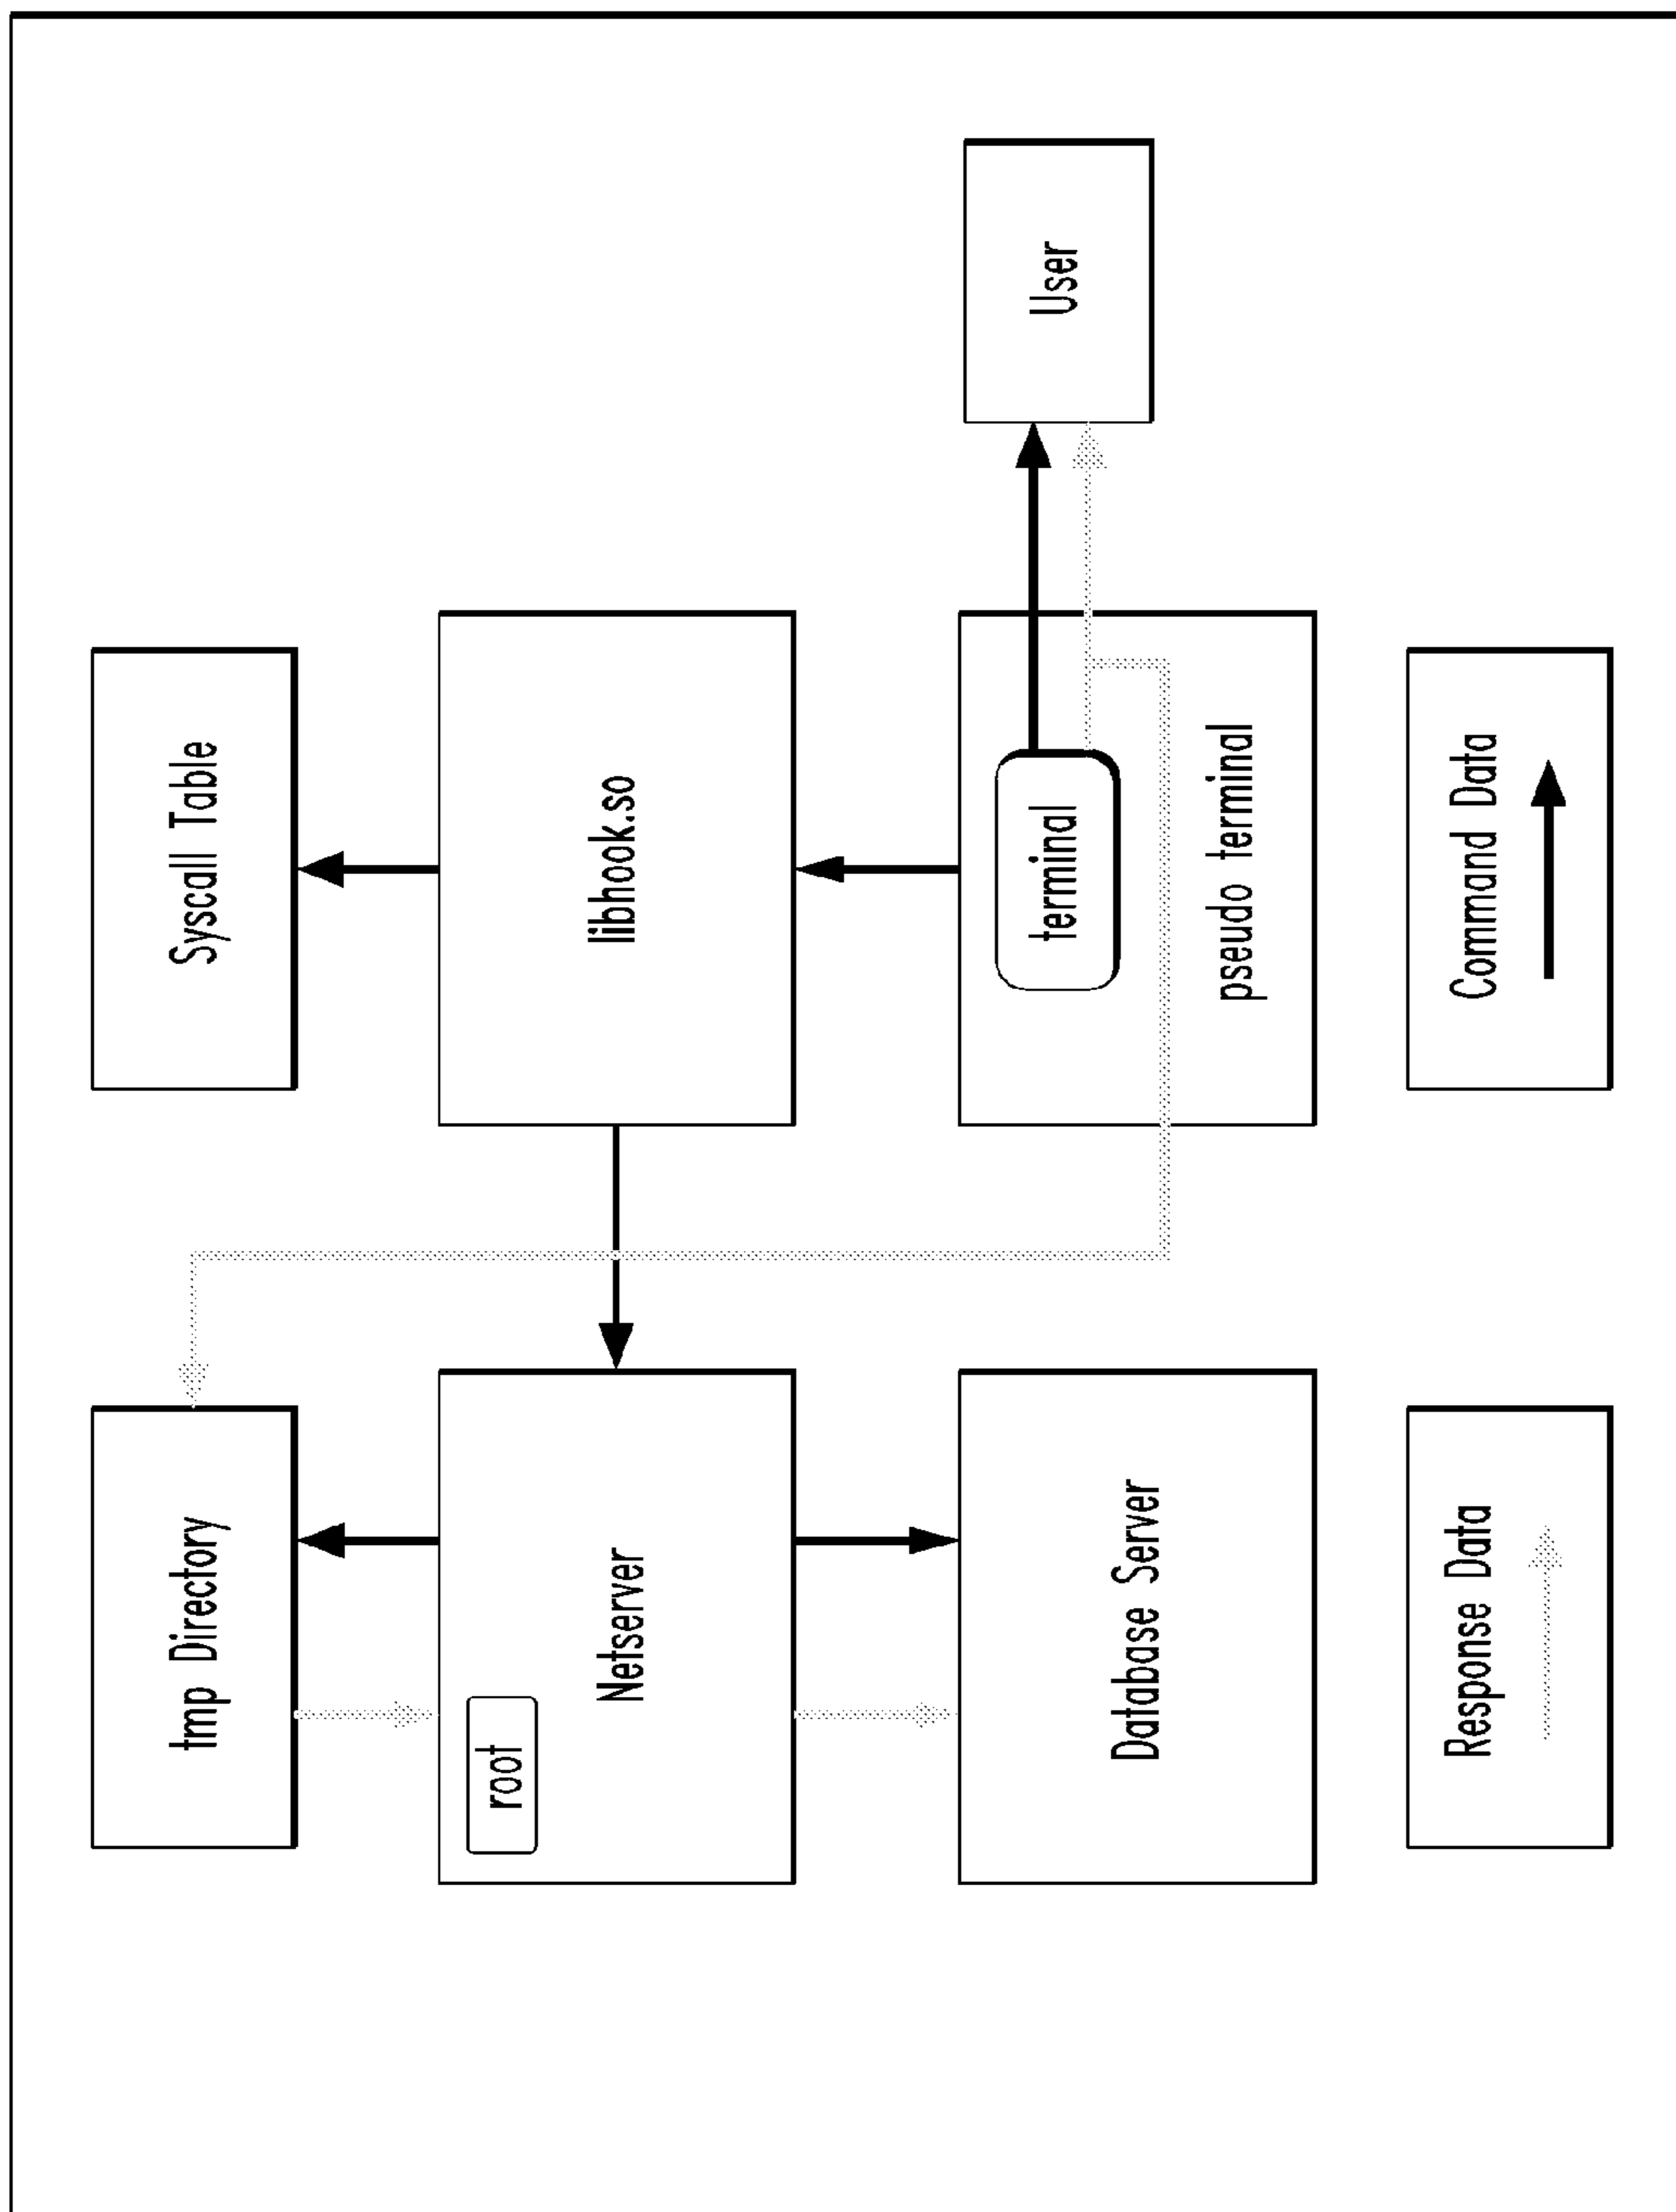 tmp Directory
Syscall Table
root
Netserver
libhook.so
Database Server
terminal
pseudo terminal
User
Response Data
Command Data